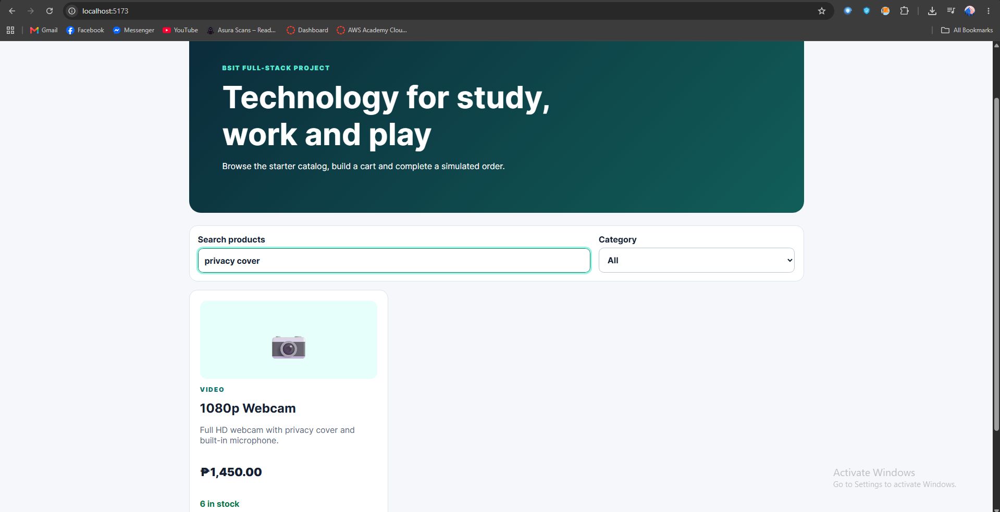 localhost:5173
Gmail
Facebook
Messenger
YouTube
Asura Scans – Read...
Dashboard
AWS Academy Clou...
All Bookmarks
BSIT FULL-STACK PROJECT
Technology for study,
work and play
Browse the starter catalog, build a cart and complete a simulated order.
Search products
Category
privacy cover
All
VIDEO
1080p Webcam
Full HD webcam with privacy cover and
built-in microphone.
₱1,450.00
6 in stock
Activate Windows
Go to Settings to activate Windows.